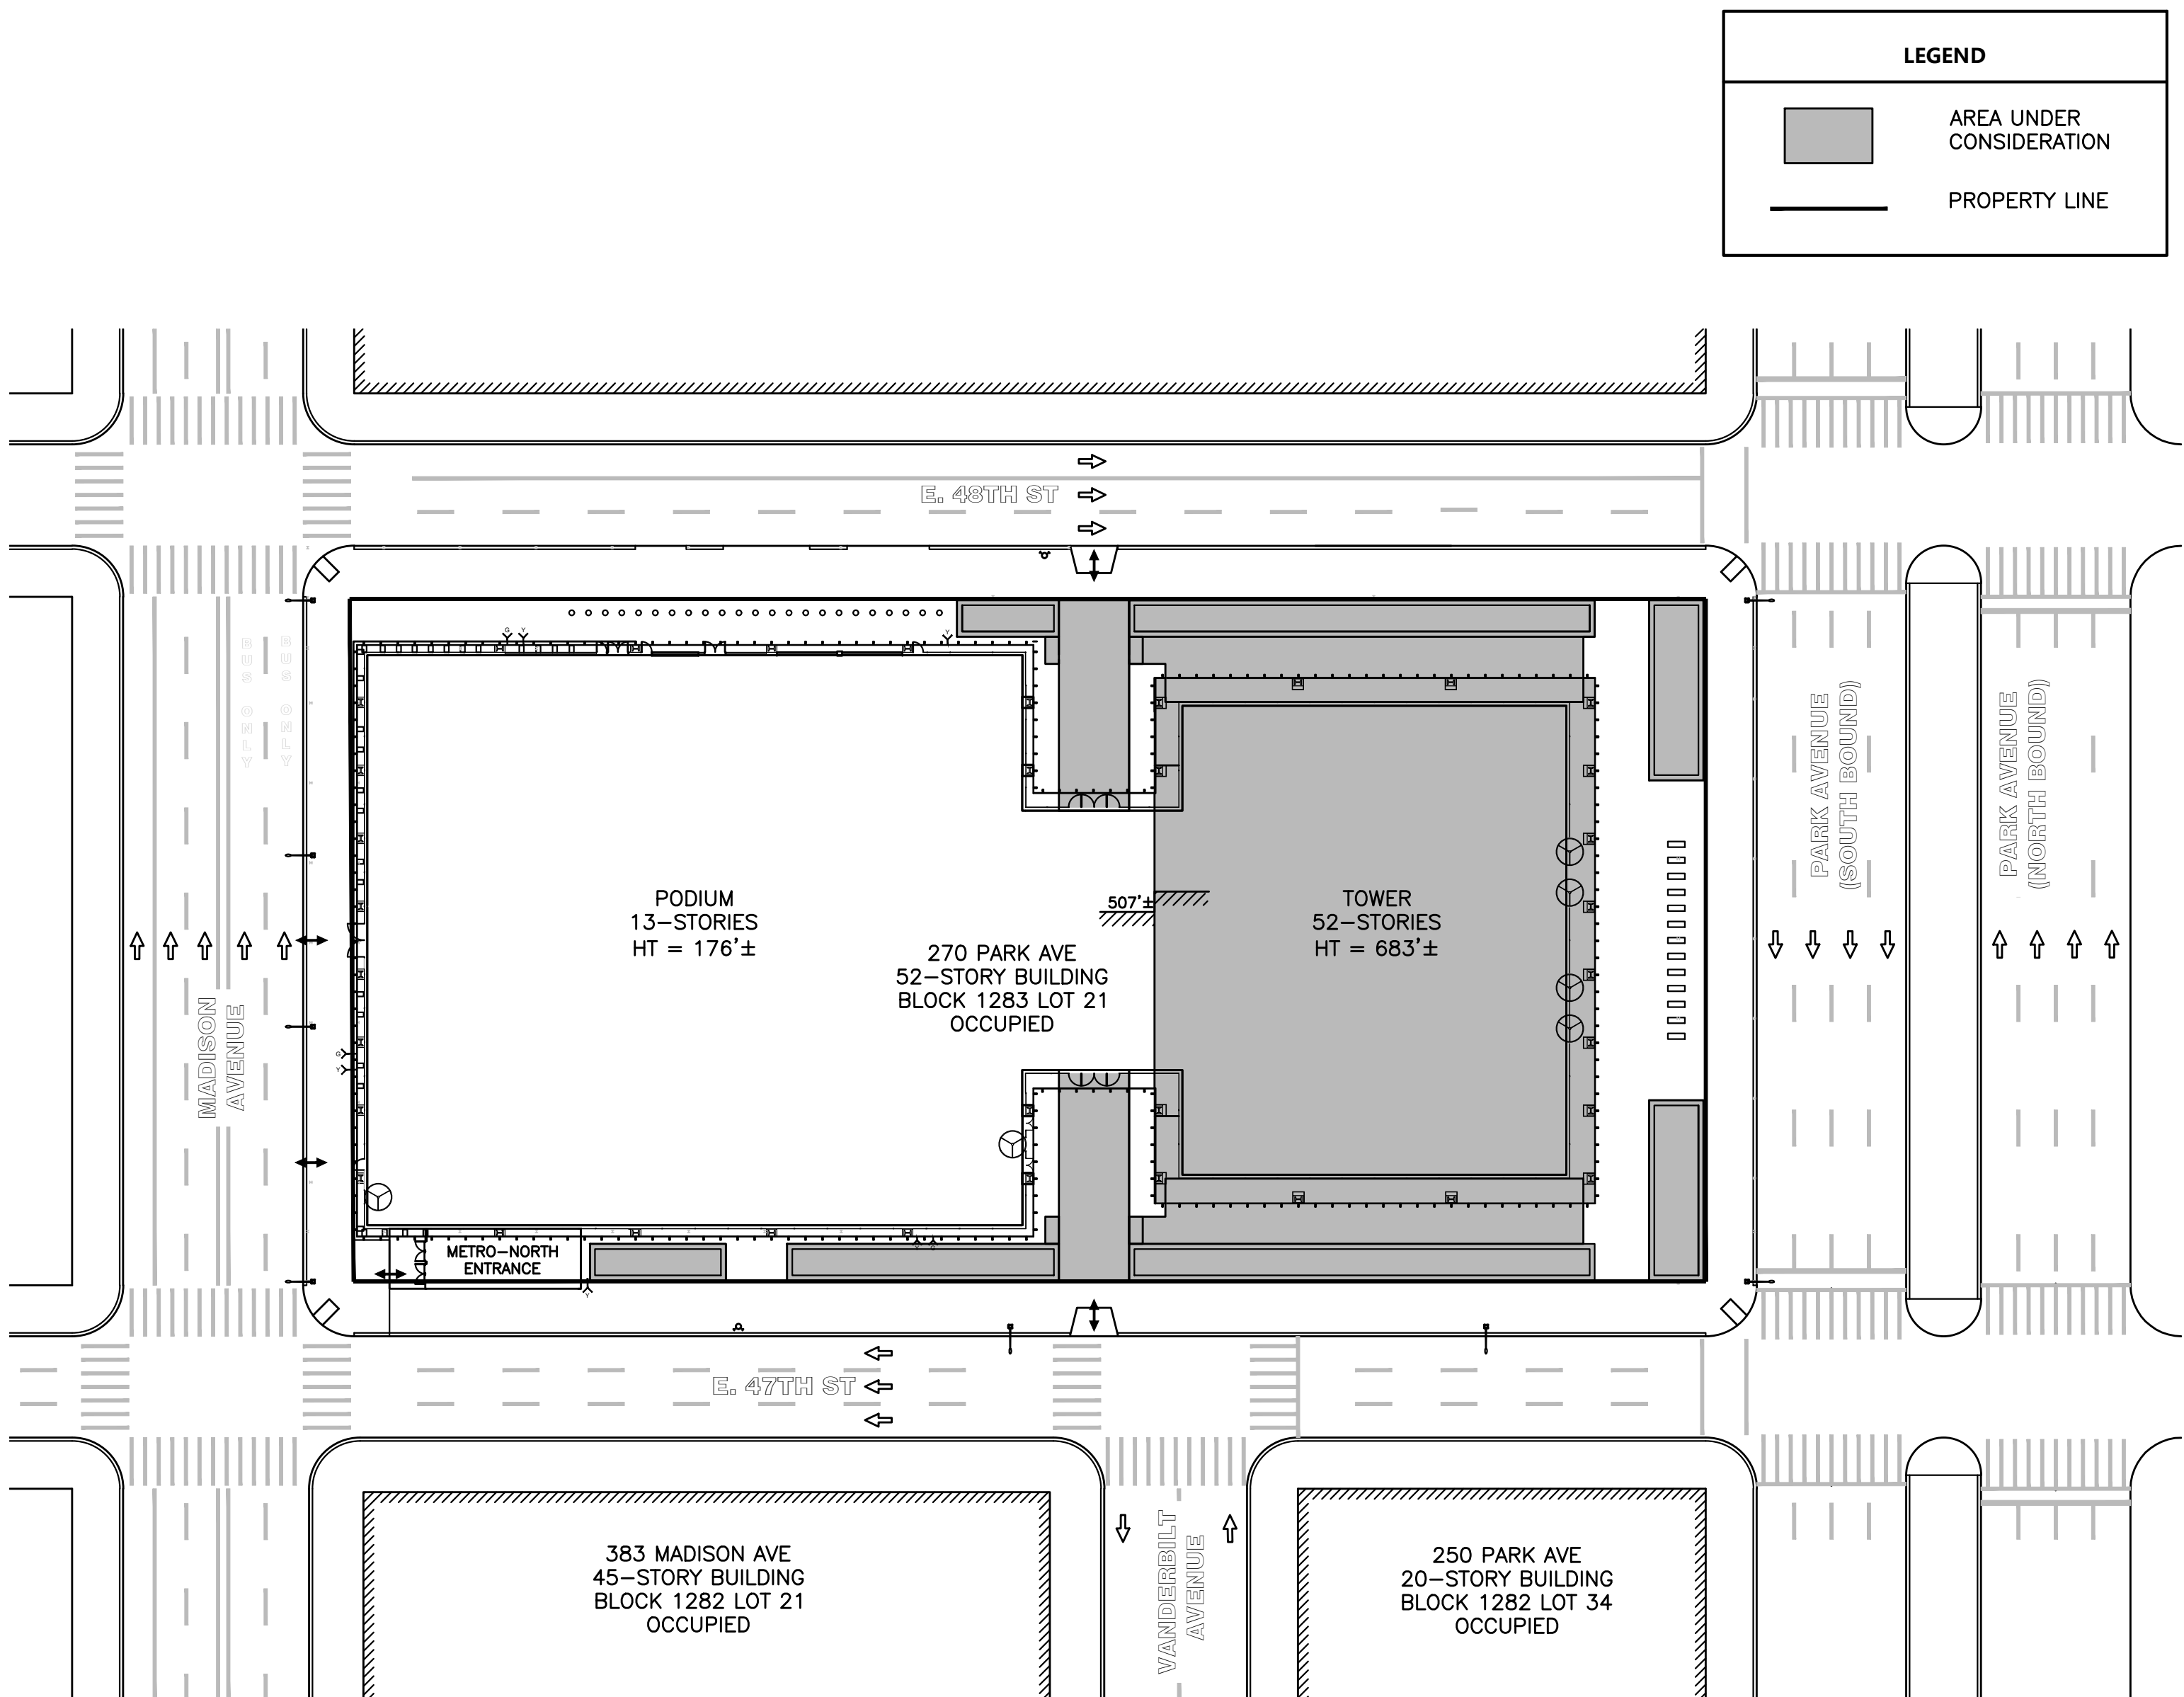 LEGEND
AREA UNDER
CONSIDERATION
PROPERTY LINE
E. 48TH ST
BUS ONLY
BUS ONLY
PARK AVENUE
(SOUTH BOUND)
PARK AVENUE
(NORTH BOUND)
MADISON
AVENUE
PODIUM
13-STORIES
HT = 176'±
507'±
TOWER
52-STORIES
HT = 683'±
270 PARK AVE
52-STORY BUILDING
BLOCK 1283 LOT 21
OCCUPIED
METRO-NORTH
ENTRANCE
E. 47TH ST
VANDERBILT
AVENUE
383 MADISON AVE
45-STORY BUILDING
BLOCK 1282 LOT 21
OCCUPIED
250 PARK AVE
20-STORY BUILDING
BLOCK 1282 LOT 34
OCCUPIED